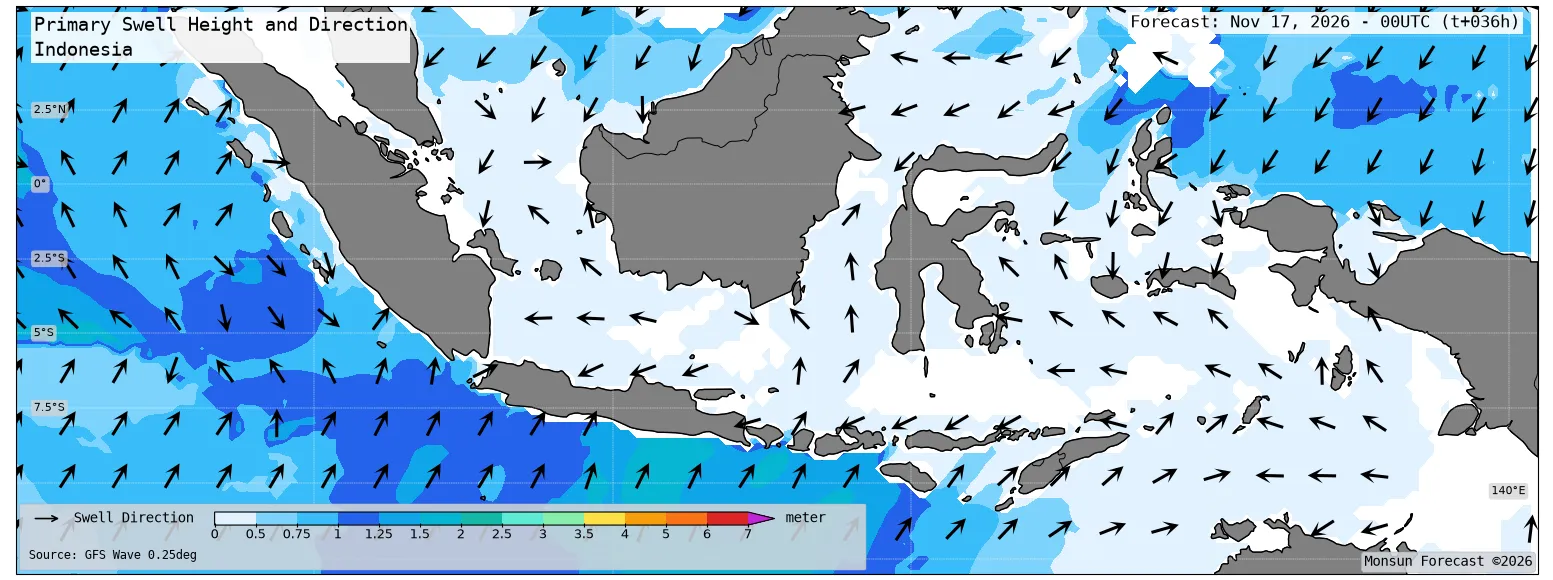 Primary Swell Height and Direction
Indonesia
Forecast: Nov 17, 2026 - 00UTC (t+036h)
2.5°N
0°
2.5°S
5°S
7.5°S
140°E
Swell Direction
meter
0 0.5 0.75 1 1.25 1.5 2 2.5 3 3.5 4 5 6 7
Source: GFS Wave 0.25deg
Monsun Forecast ©2026